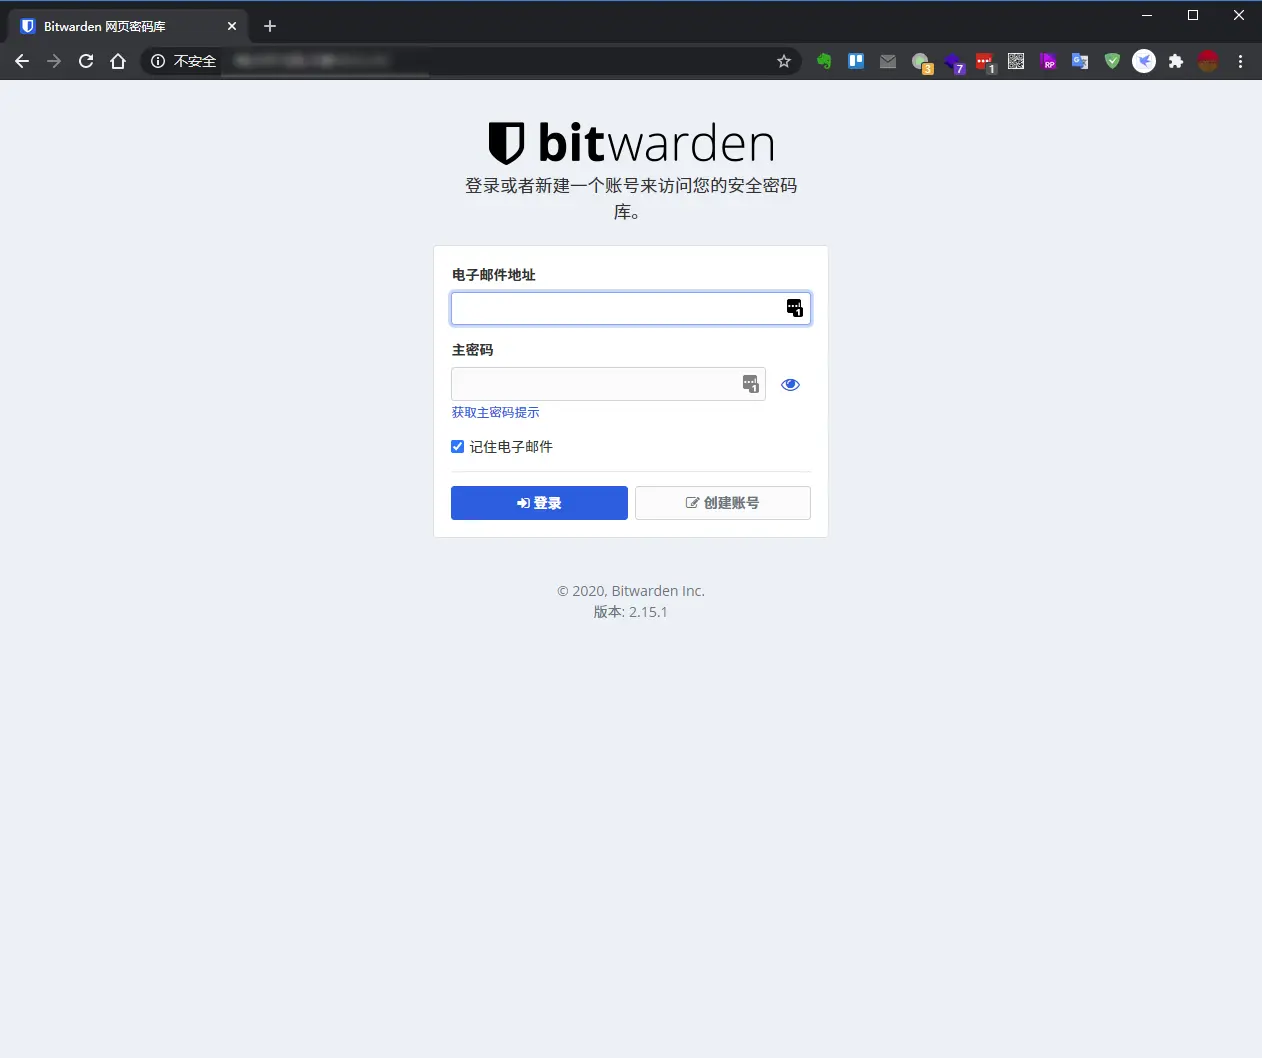 Bitwarden 网页密码库
不安全
3
7
1
RP
bitwarden
登录或者新建一个账号来访问您的安全密码
库。
电子邮件地址
1
主密码
1
获取主密码提示
记住电子邮件
登录
创建账号
© 2020, Bitwarden Inc.
版本: 2.15.1